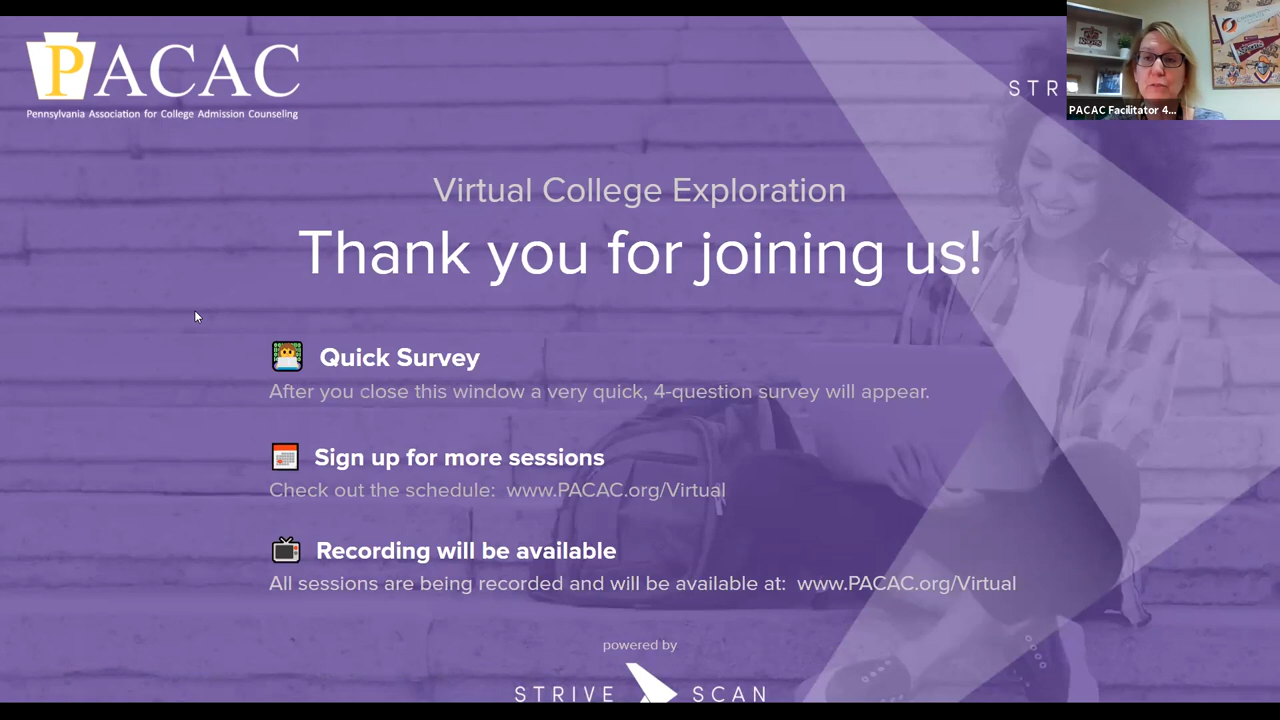 PACAC
Pennsylvania Association for College Admission Counseling
STR
PACAC Facilitator 4...
Virtual College Exploration
Thank you for joining us!
Quick Survey
After you close this window a very quick, 4-question survey will appear.
Sign up for more sessions
Check out the schedule: www.PACAC.org/Virtual
Recording will be available
All sessions are being recorded and will be available at: www.PACAC.org/Virtual
powered by
STRIVE SCAN